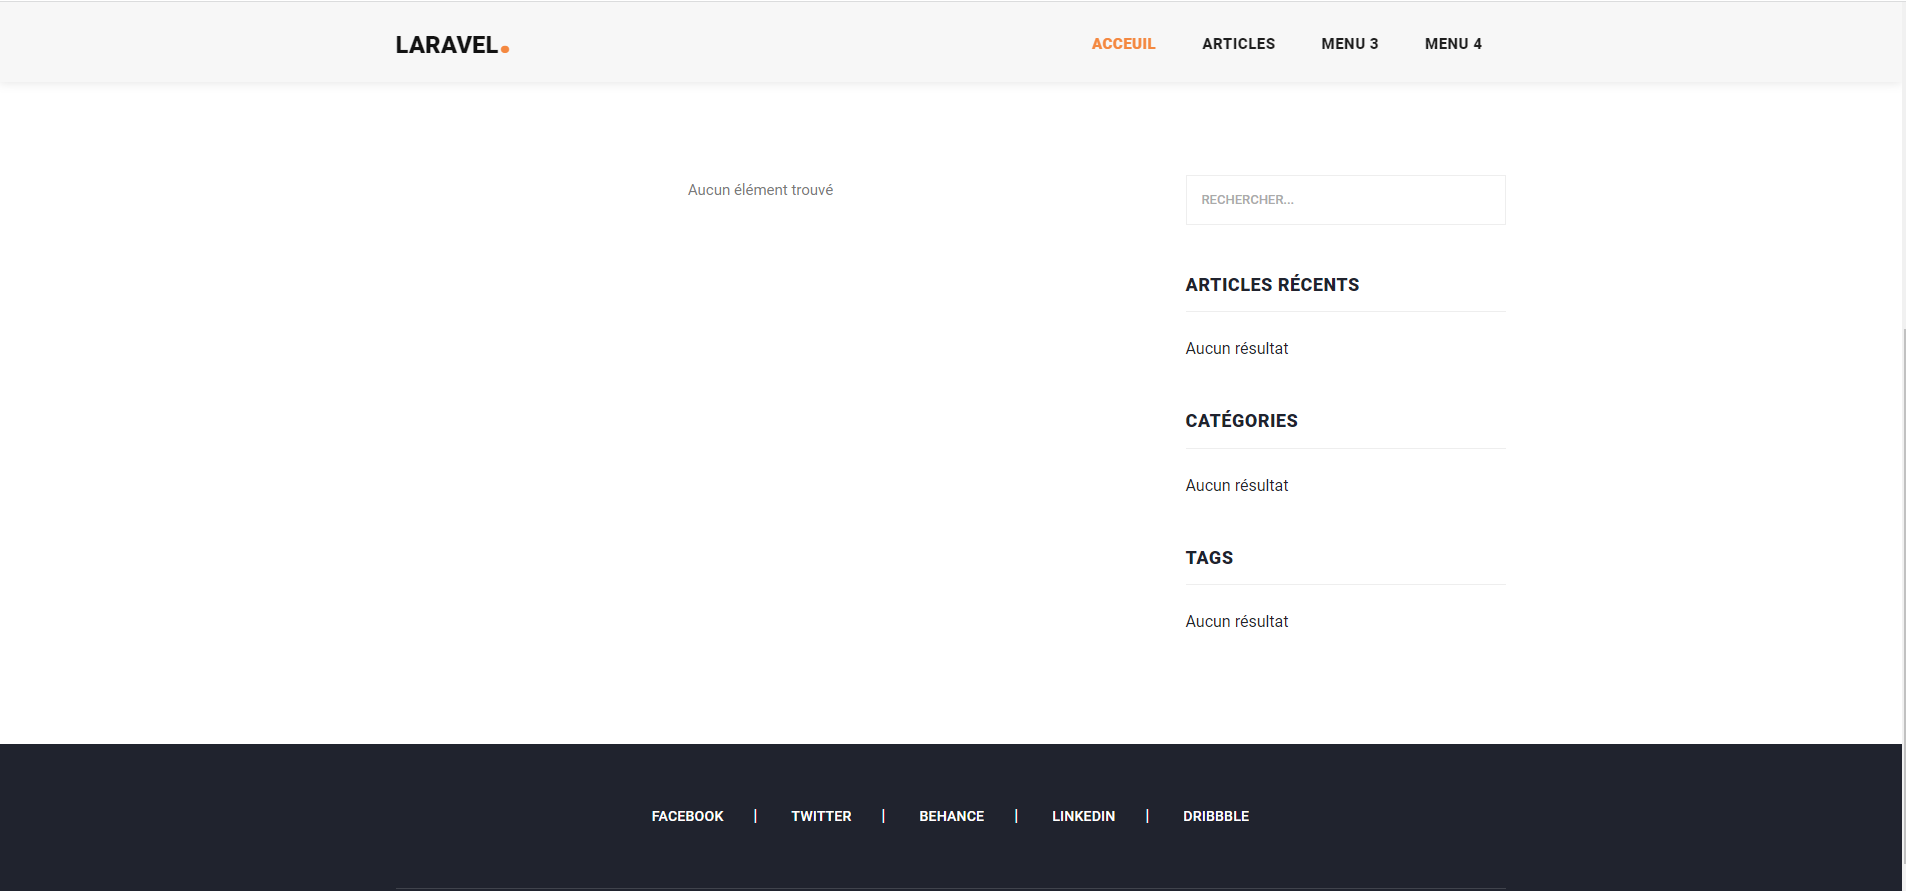 LARAVEL.
ACCEUIL ARTICLES MENU 3 MENU 4
Aucun élément trouvé
RECHERCHER...
ARTICLES RÉCENTS
Aucun résultat
CATÉGORIES
Aucun résultat
TAGS
Aucun résultat
FACEBOOK | TWITTER | BEHANCE | LINKEDIN | DRIBBBLE